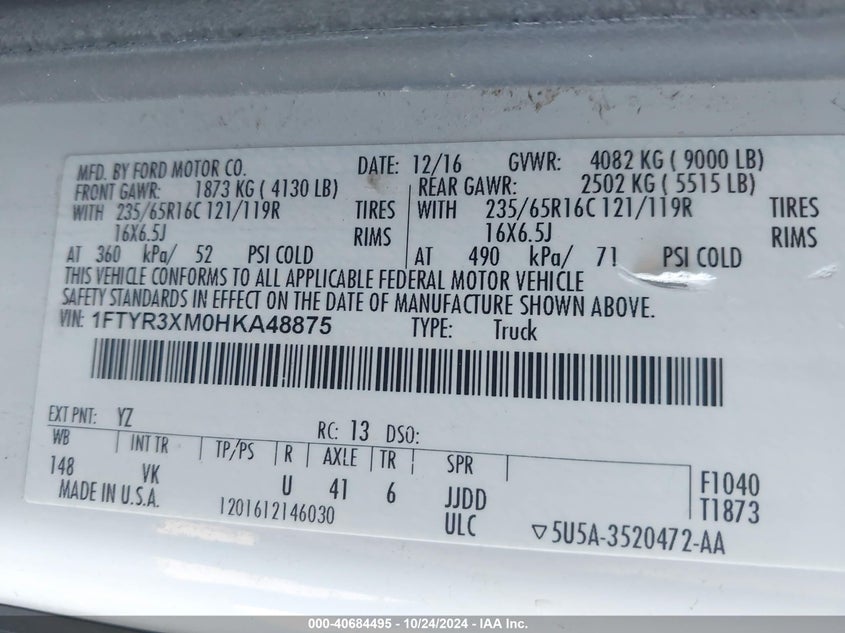 MFD. BY FORD MOTOR CO. DATE: 12/16 GVWR: 4082 KG ( 9000 LB)
FRONT GAWR: 1873 KG ( 4130 LB) REAR GAWR: 2502 KG ( 5515 LB)
WITH 235/65R16C 121/119R TIRES WITH 235/65R16C 121/119R TIRES
16X6.5J RIMS 16X6.5J RIMS
AT 360 kPa/ 52 PSI COLD AT 490 kPa/ 71 PSI COLD
THIS VEHICLE CONFORMS TO ALL APPLICABLE FEDERAL MOTOR VEHICLE
SAFETY STANDARDS IN EFFECT ON THE DATE OF MANUFACTURE SHOWN ABOVE.
VIN: 1FTYR3XM0HKA48875 TYPE: Truck
EXT PNT: YZ RC: 13 DSO:
WB INT TR TP/PS R AXLE TR SPR
148 VK U 41 6 JJDD F1040
MADE IN U.S.A. 1201612146030 ULC T1873
5U5A-3520472-AA
000-40684495 - 10/24/2024 - IAA Inc.